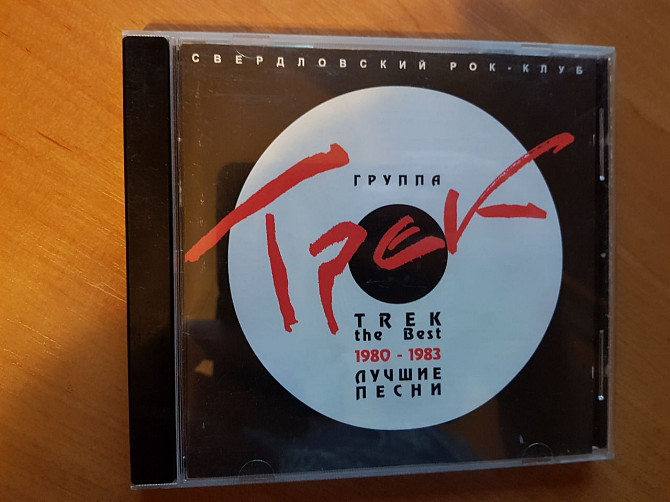 СВЕРДЛОВСКИЙ РОК-КЛУБ
ГРУППА
Трек
TREK
the Best
1980 - 1983
ЛУЧШИЕ
ПЕСНИ